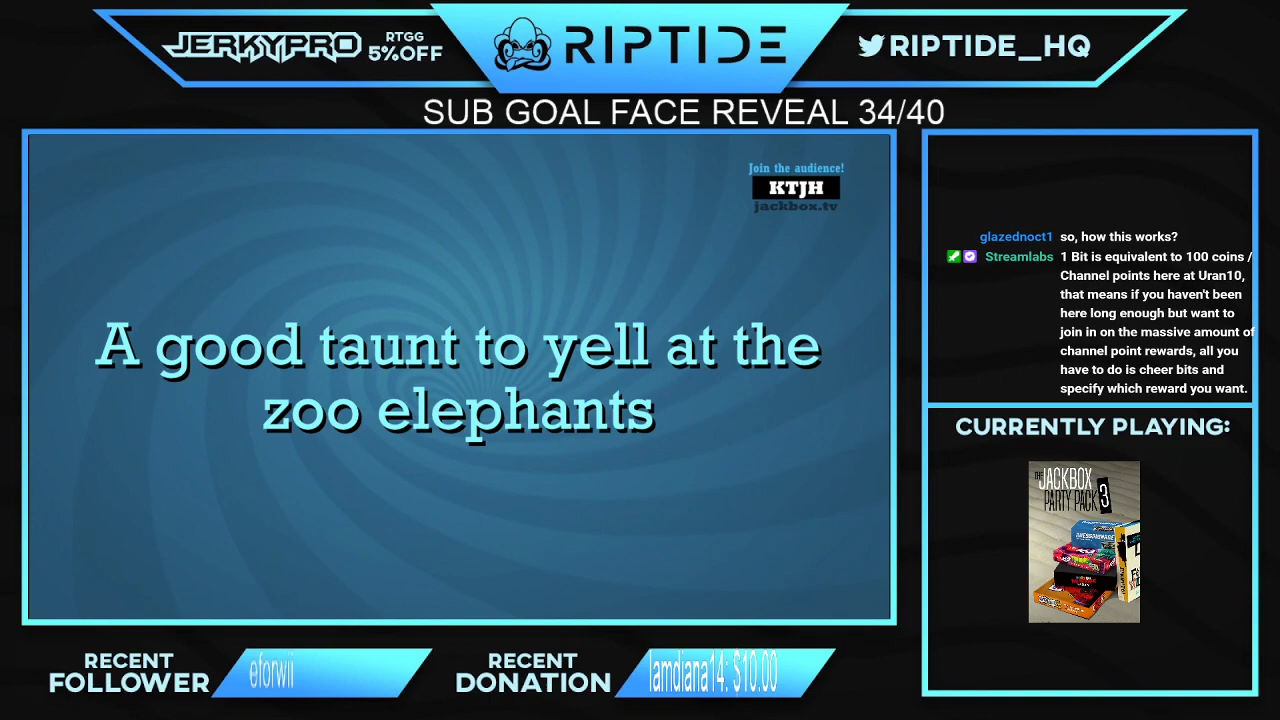 JERKYPRO
RTGG
5%OFF
RIPTIDE
RIPTIDE_HQ
SUB GOAL FACE REVEAL 34/40
Join the audience!
KTJH
jackbox.tv
A good taunt to yell at the
zoo elephants
glazednoct1 so, how this works?
Streamlabs 1 Bit is equivalent to 100 coins /
Channel points here at Uran10,
that means if you haven't been
here long enough but want to
join in on the massive amount of
channel point rewards, all you
have to do is cheer bits and
specify which reward you want.
CURRENTLY PLAYING:
THE
JACKBOX
PARTY PACK 3
RECENT
FOLLOWER
eforwii
RECENT
DONATION
lamdiana14: $10.00